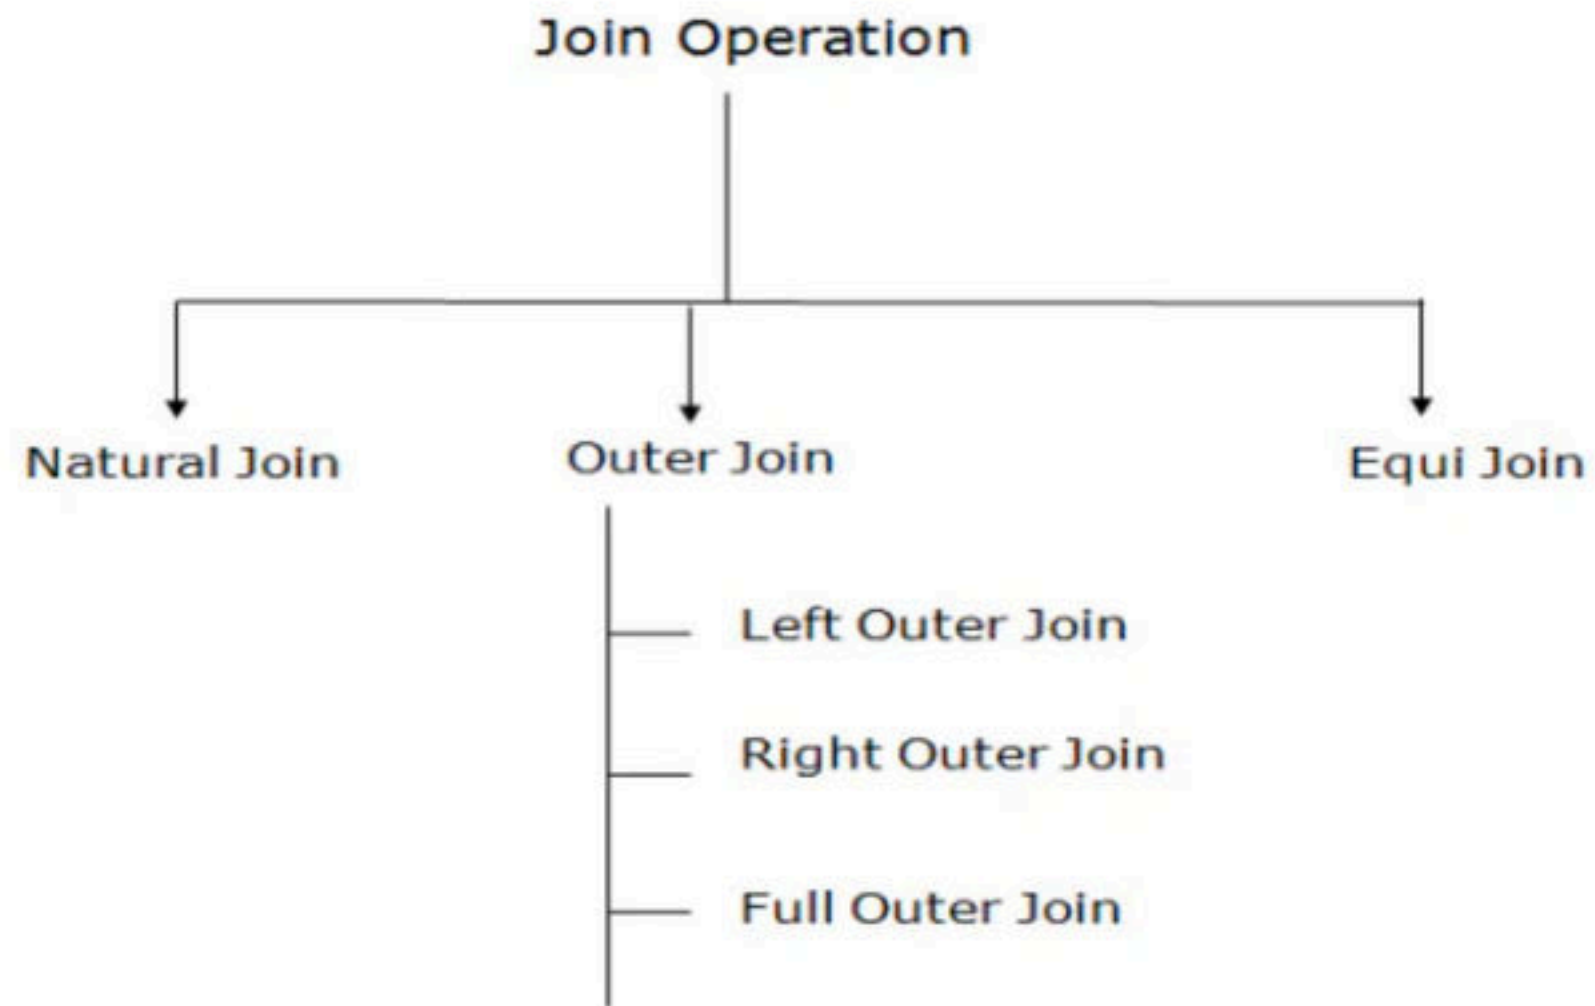 Join Operation
Natural Join
Outer Join
Equi Join
Left Outer Join
Right Outer Join
Full Outer Join